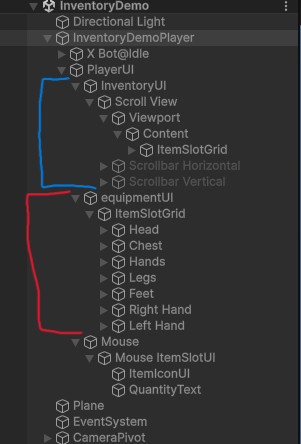 InventoryDemo
Directional Light
InventoryDemoPlayer
X Bot@Idle
PlayerUI
InventoryUI
Scroll View
Viewport
Content
ItemSlotGrid
Scrollbar Horizontal
Scrollbar Vertical
equipmentUI
ItemSlotGrid
Head
Chest
Hands
Legs
Feet
Right Hand
Left Hand
Mouse
Mouse ItemSlotUI
ItemIconUI
QuantityText
Plane
EventSystem
CameraPivot